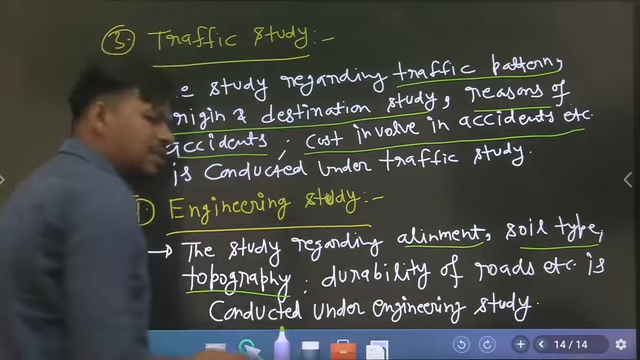 ③ Traffic study:-
e study regarding traffic pattern,
rigin & destination study, reasons of
accidents, cost involve in accidents etc.
is conducted under traffic study.
Engineering study:-
→ The study regarding alinment, soil type,
topography, durability of roads etc. is
Conducted under engineering study.
14/14